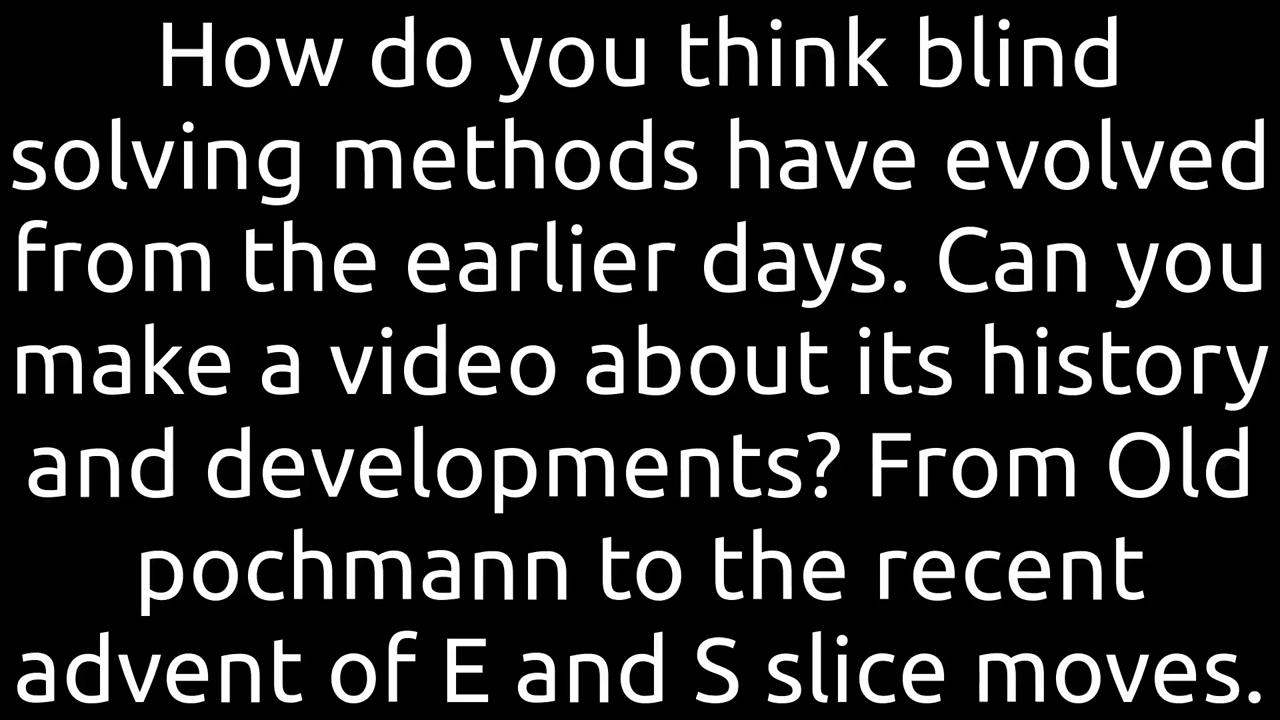 How do you think blind
solving methods have evolved
from the earlier days. Can you
make a video about its history
and developments? From Old
pochmann to the recent
advent of E and S slice moves.